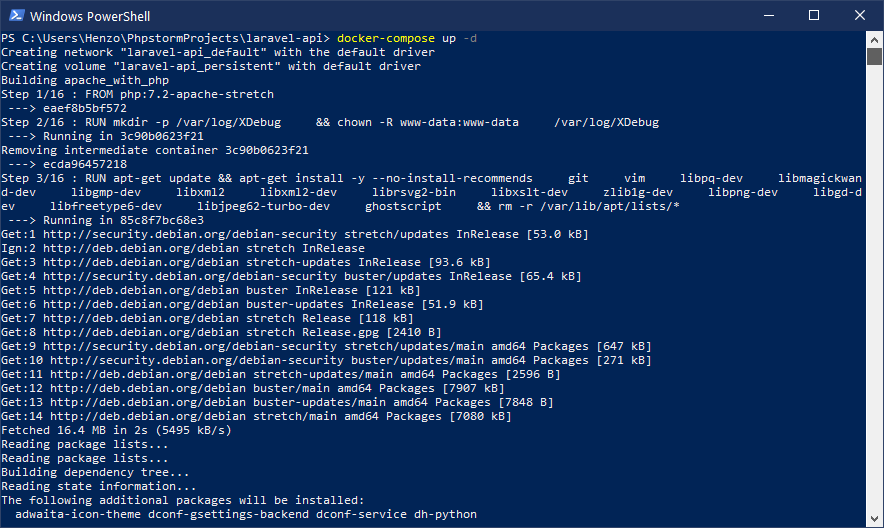 Windows PowerShell
PS C:\Users\Henzo\PhpstormProjects\laravel-api> docker-compose up -d
Creating network "laravel-api_default" with the default driver
Creating volume "laravel-api_persistent" with default driver
Building apache_with_php
Step 1/16 : FROM php:7.2-apache-stretch
 ---> eaef8b5bf572
Step 2/16 : RUN mkdir -p /var/log/XDebug     && chown -R www-data:www-data     /var/log/XDebug
 ---> Running in 3c90b0623f21
Removing intermediate container 3c90b0623f21
 ---> ecda96457218
Step 3/16 : RUN apt-get update && apt-get install -y --no-install-recommends     git     vim     libpq-dev     libmagickwan
d-dev     libgmp-dev     libxml2     libxml2-dev     librsvg2-bin     libxslt-dev     zlib1g-dev     libpng-dev     libgd-d
ev     libfreetype6-dev     libjpeg62-turbo-dev     ghostscript     && rm -r /var/lib/apt/lists/*
 ---> Running in 85c8f7bc68e3
Get:1 http://security.debian.org/debian-security stretch/updates InRelease [53.0 kB]
Ign:2 http://deb.debian.org/debian stretch InRelease
Get:3 http://deb.debian.org/debian stretch-updates InRelease [93.6 kB]
Get:4 http://security.debian.org/debian-security buster/updates InRelease [65.4 kB]
Get:5 http://deb.debian.org/debian buster InRelease [121 kB]
Get:6 http://deb.debian.org/debian buster-updates InRelease [51.9 kB]
Get:7 http://deb.debian.org/debian stretch Release [118 kB]
Get:8 http://deb.debian.org/debian stretch Release.gpg [2410 B]
Get:9 http://security.debian.org/debian-security stretch/updates/main amd64 Packages [647 kB]
Get:10 http://security.debian.org/debian-security buster/updates/main amd64 Packages [271 kB]
Get:11 http://deb.debian.org/debian stretch-updates/main amd64 Packages [2596 B]
Get:12 http://deb.debian.org/debian buster/main amd64 Packages [7907 kB]
Get:13 http://deb.debian.org/debian buster-updates/main amd64 Packages [7848 B]
Get:14 http://deb.debian.org/debian stretch/main amd64 Packages [7080 kB]
Fetched 16.4 MB in 2s (5495 kB/s)
Reading package lists...
Reading package lists...
Building dependency tree...
Reading state information...
The following additional packages will be installed:
  adwaita-icon-theme dconf-gsettings-backend dconf-service dh-python